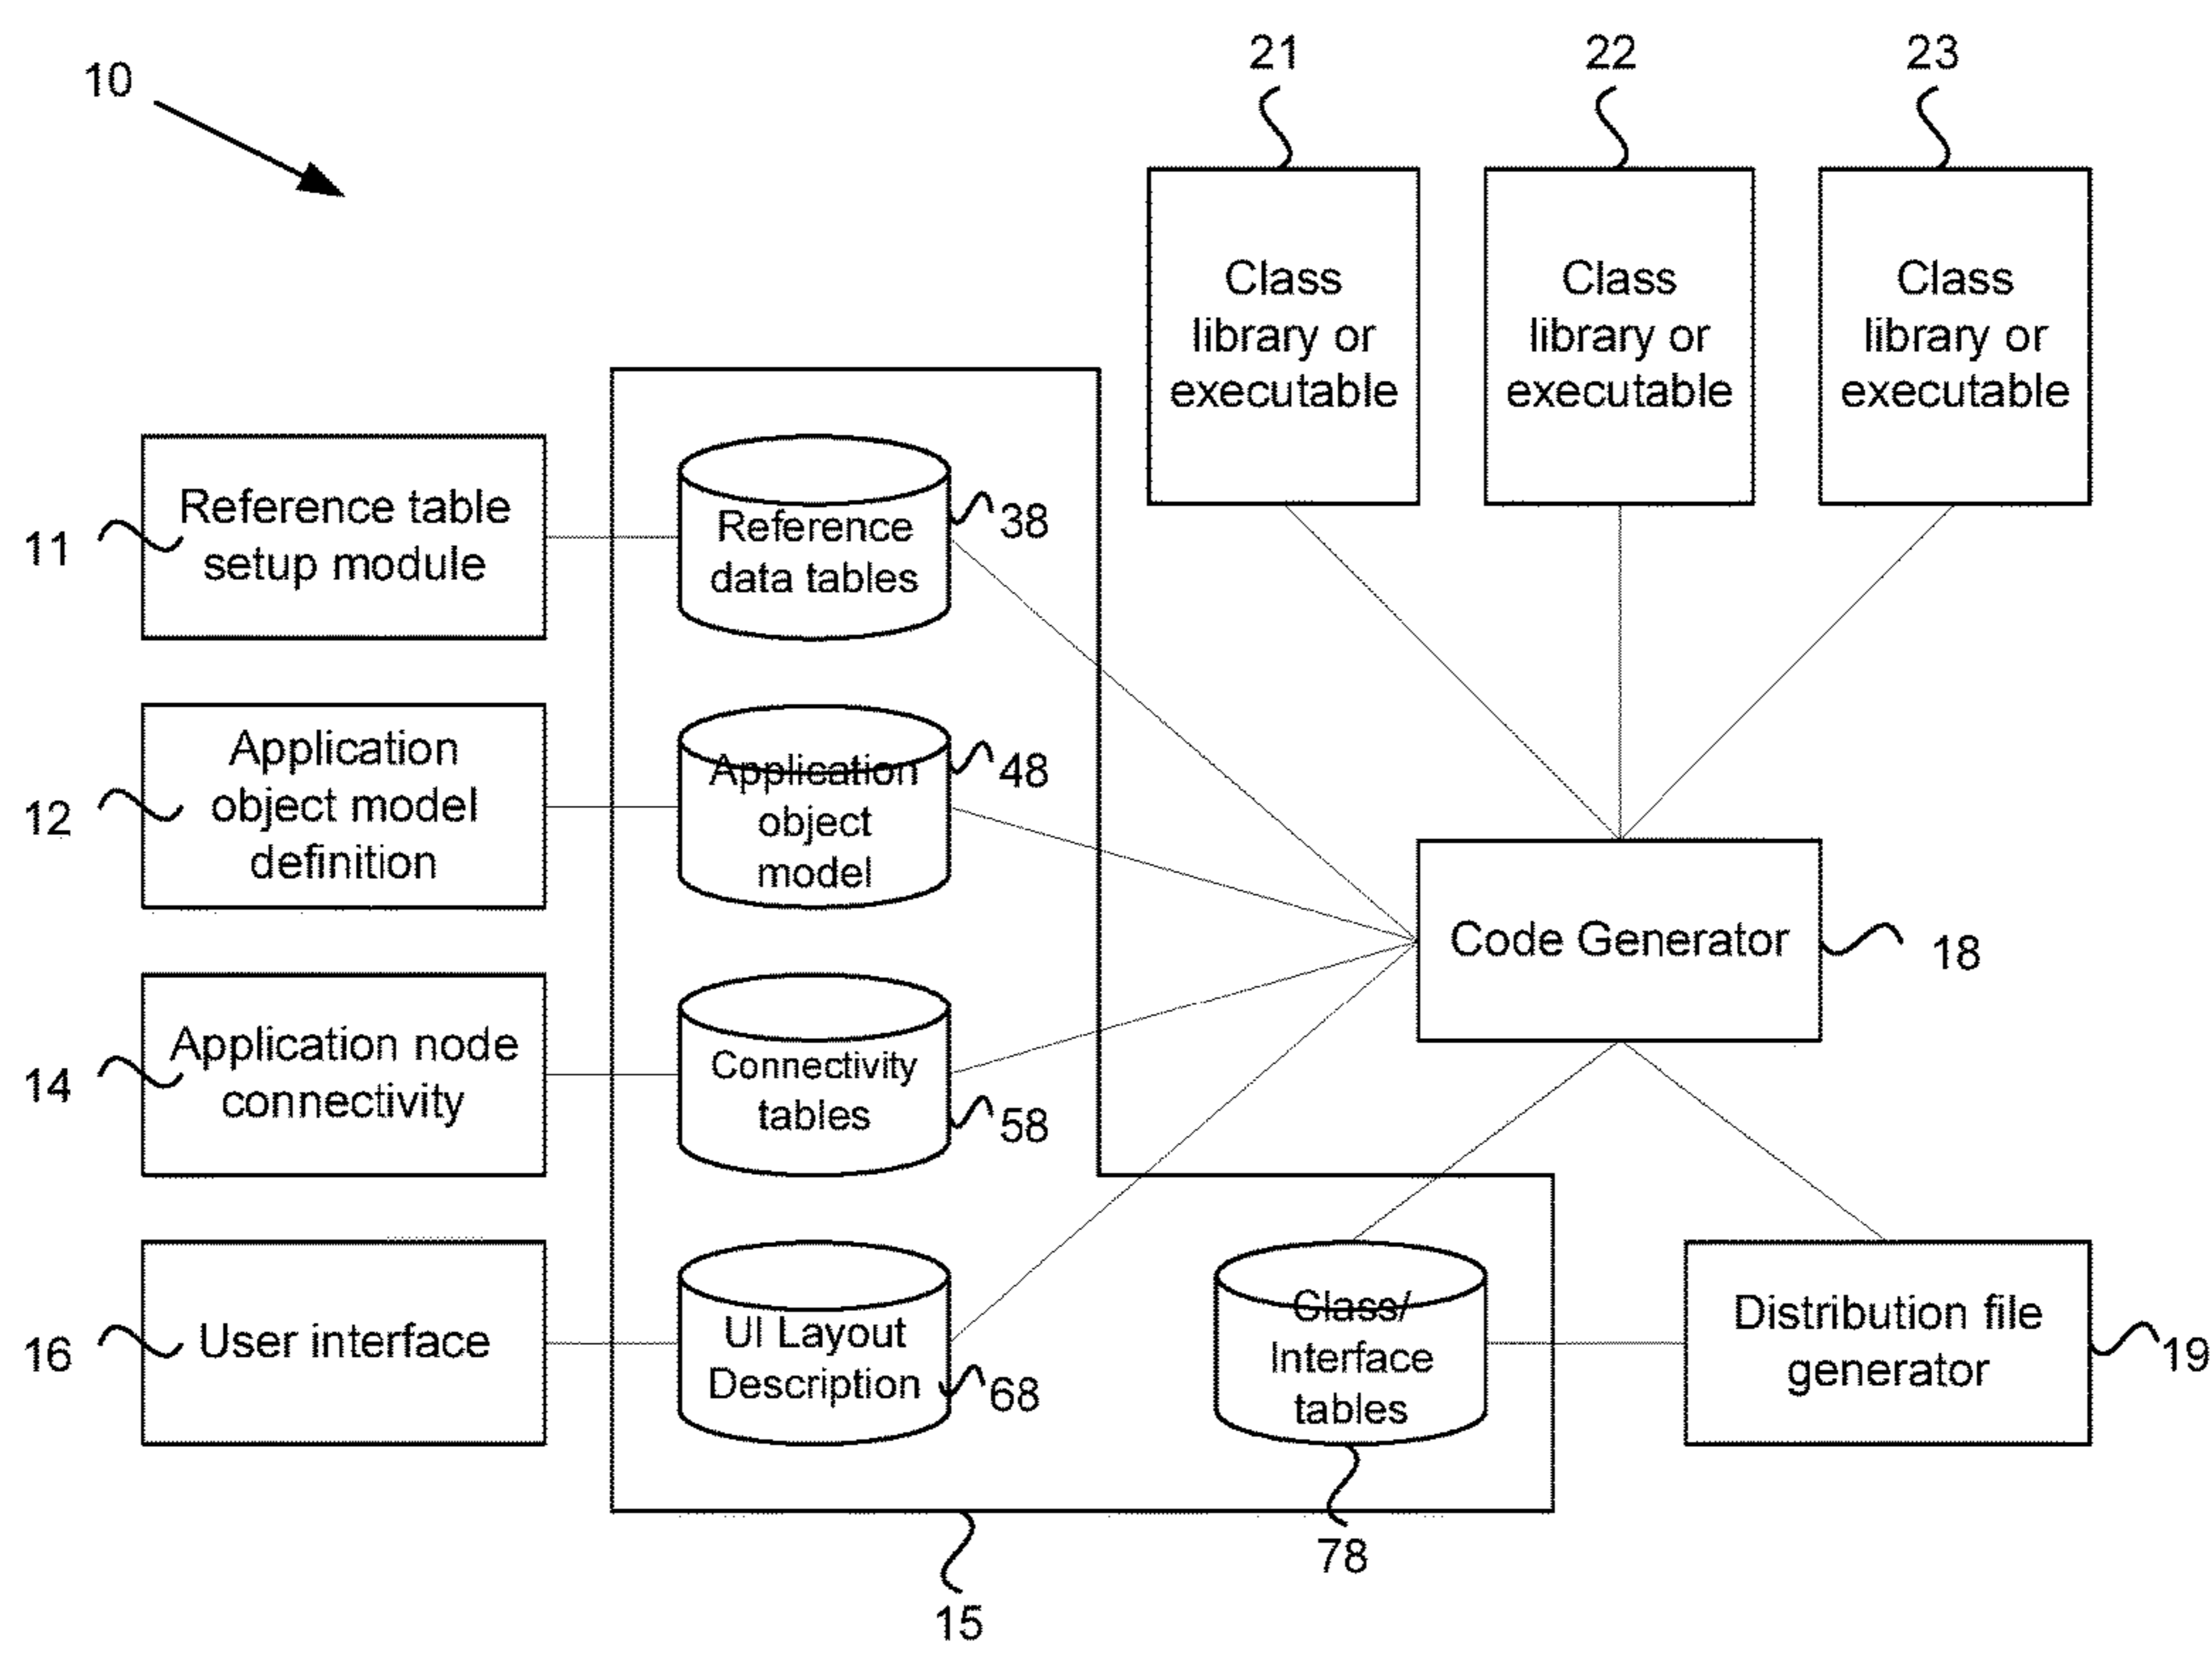 10
21
22
23
Class
library or
executable
Class
library or
executable
Class
library or
executable
11
Reference table
setup module
Reference
data tables
38
12
Application
object model
definition
Application
object
model
48
Code Generator
18
14
Application node
connectivity
Connectivity
tables
58
16
User interface
UI Layout
Description
68
Class/
Interface
tables
78
Distribution file
generator
19
15